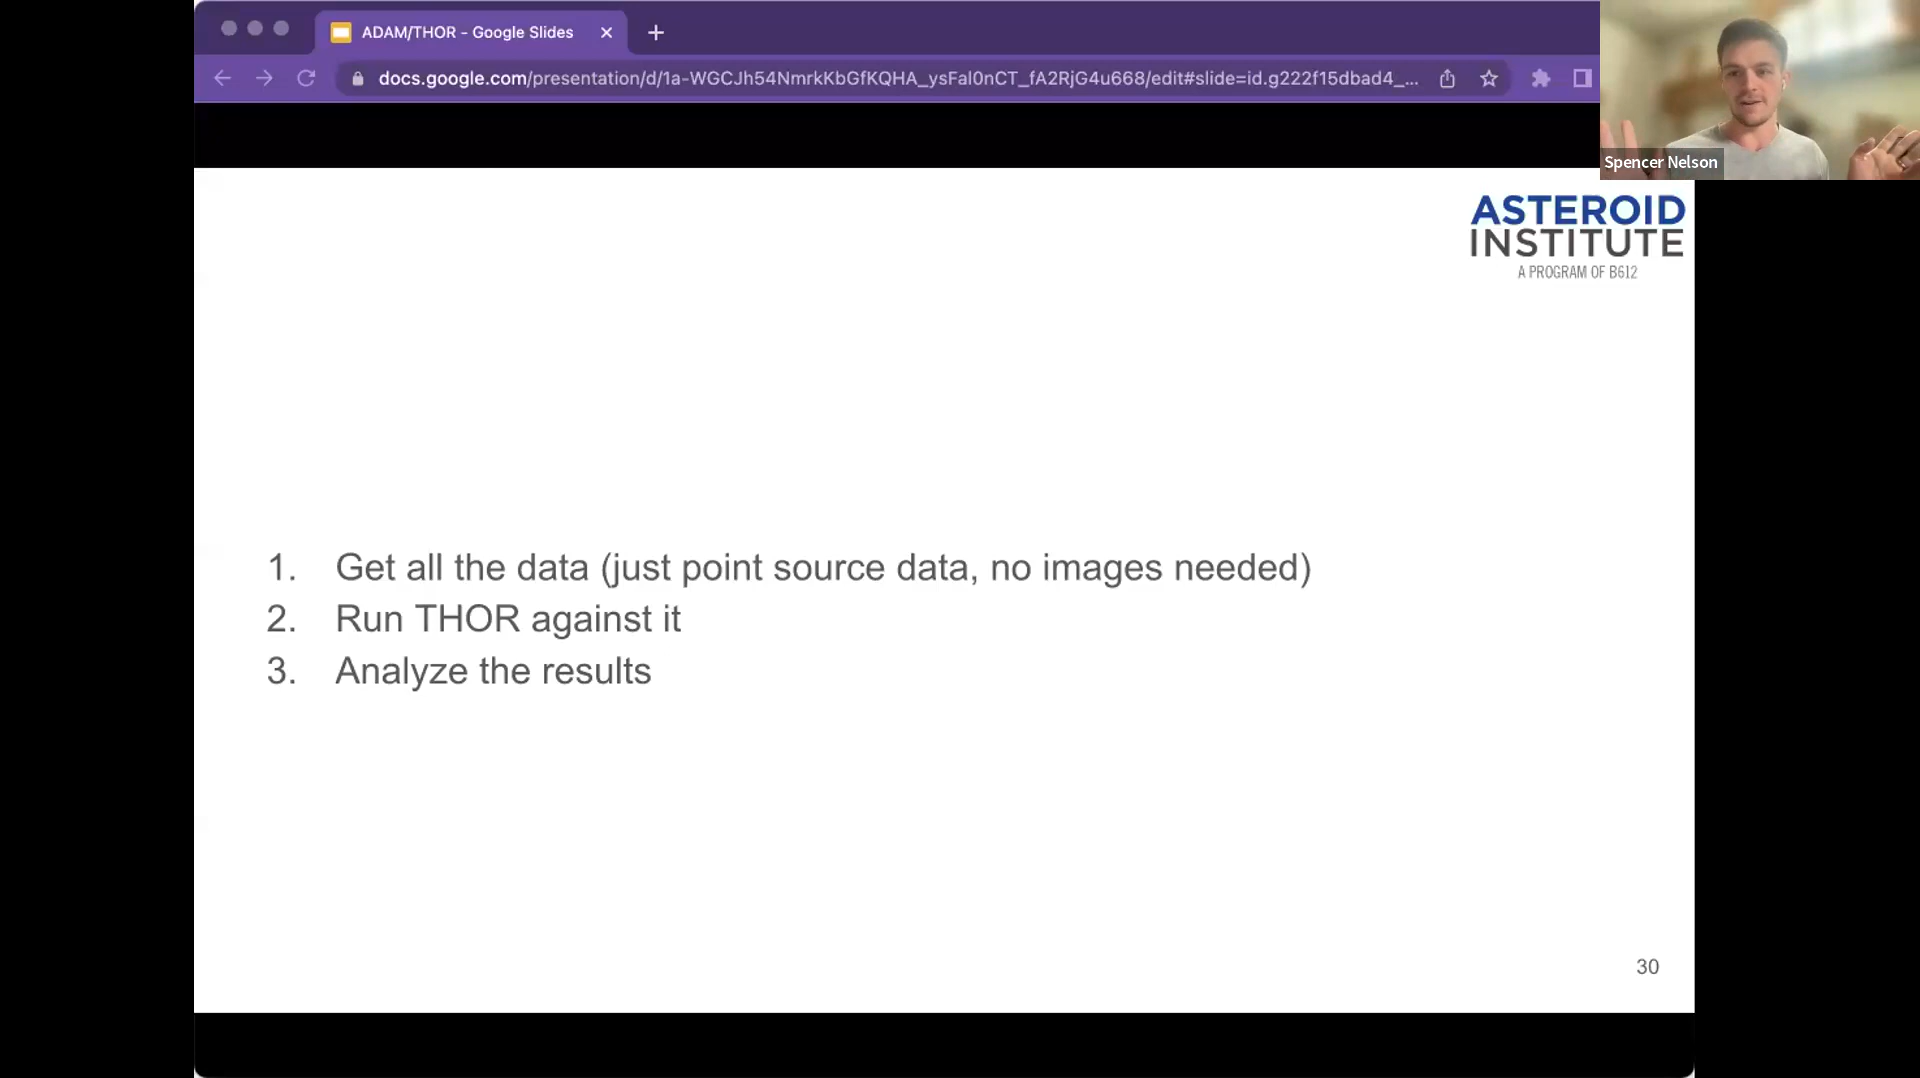 ADAM/THOR - Google Slides
docs.google.com/presentation/d/1a-WGCJh54NmrkKbGfKQHA_ysFal0nCT_fA2RjG4u668/edit#slide=id.g222f15dbad4_...
Spencer Nelson
ASTEROID
INSTITUTE
A PROGRAM OF B612
1. Get all the data (just point source data, no images needed)
2. Run THOR against it
3. Analyze the results
30